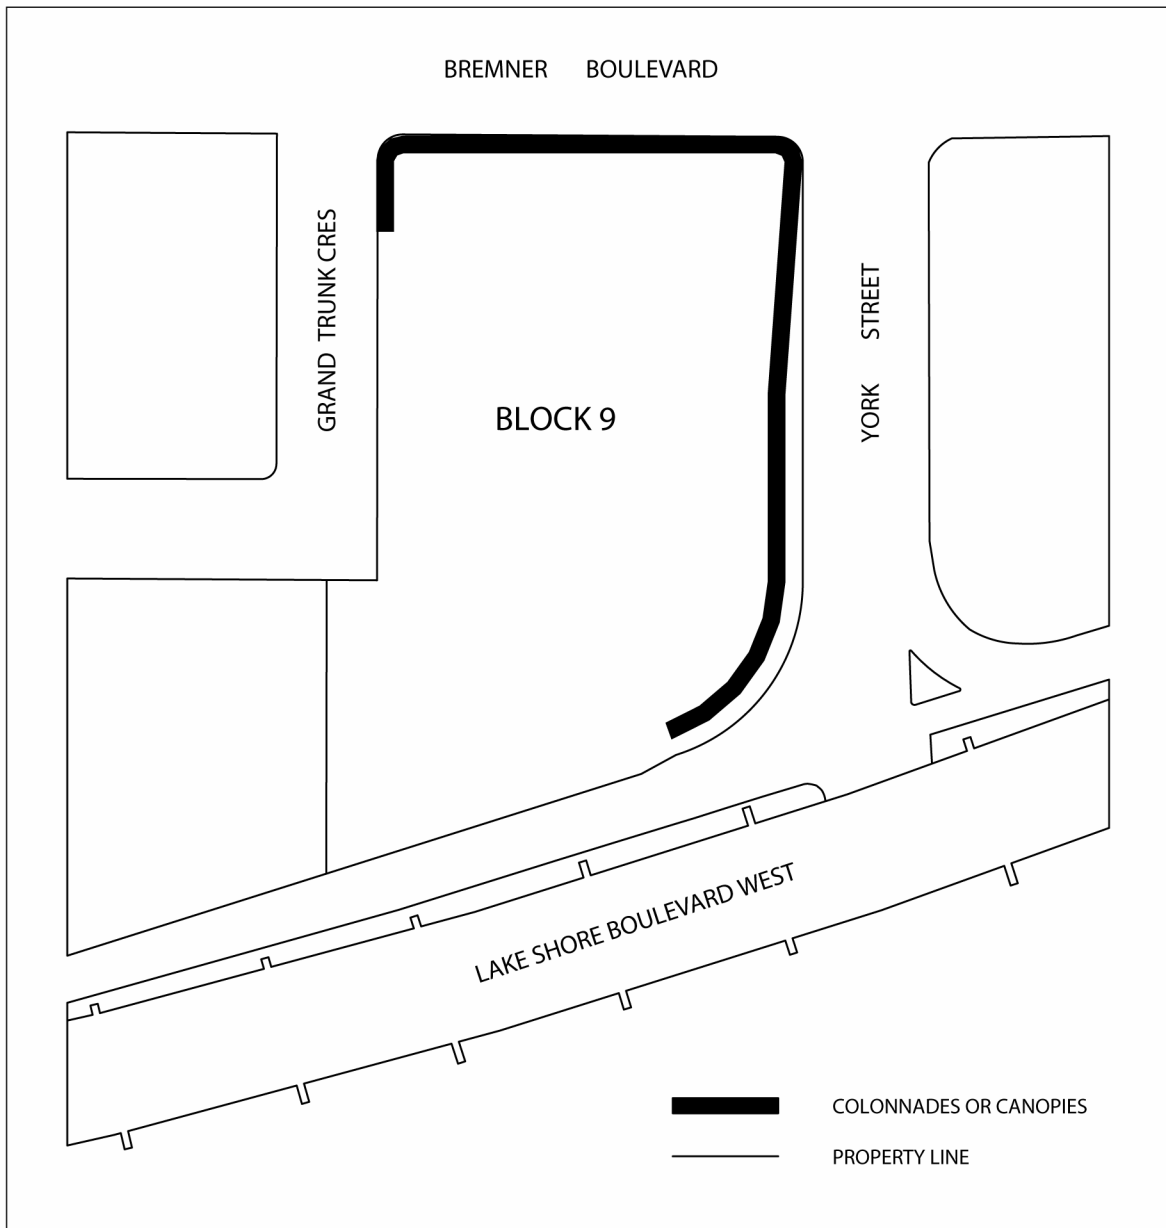 BREMNER BOULEVARD
GRAND TRUNK CRES
YORK STREET
BLOCK 9
LAKE SHORE BOULEVARD WEST
COLONNADES OR CANOPIES
PROPERTY LINE